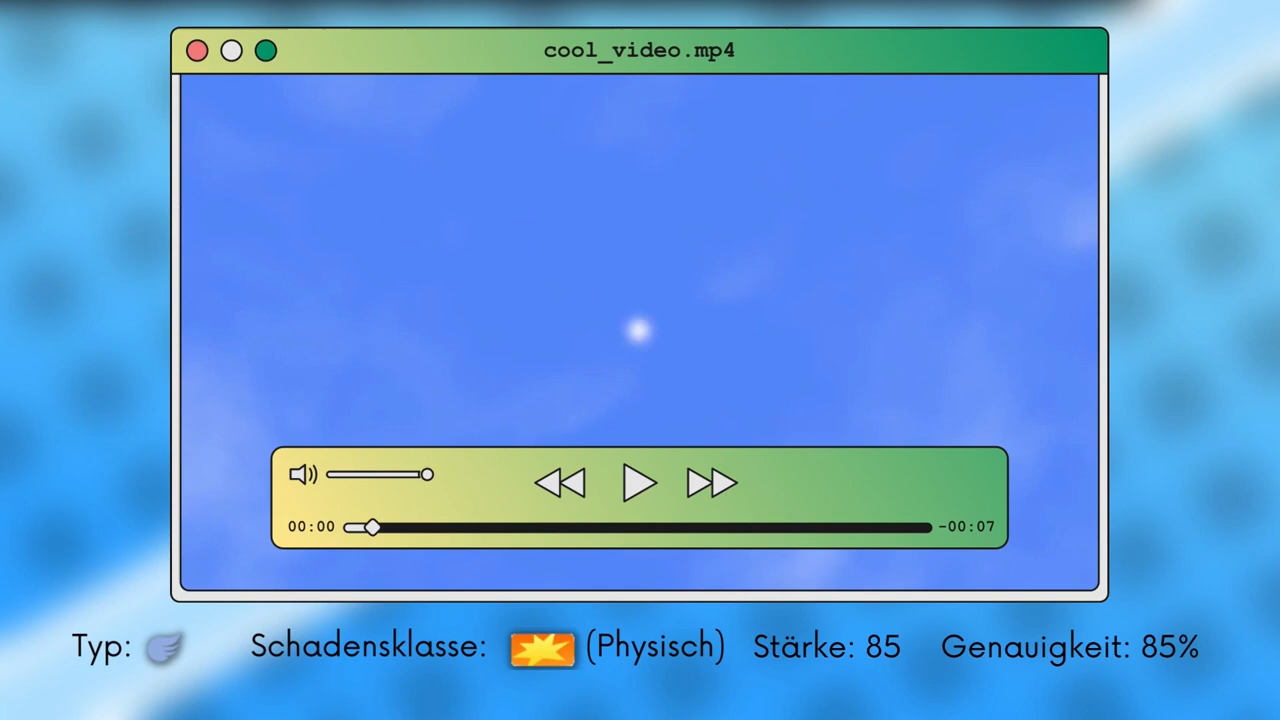 cool_video.mp4
00:00 -00:07
Typ: Schadensklasse: (Physisch) Stärke: 85 Genauigkeit: 85%